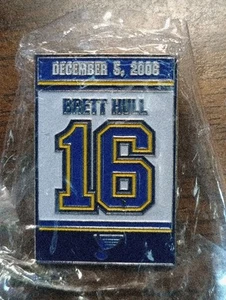 DECEMBER 5, 2006
BRETT HULL
16